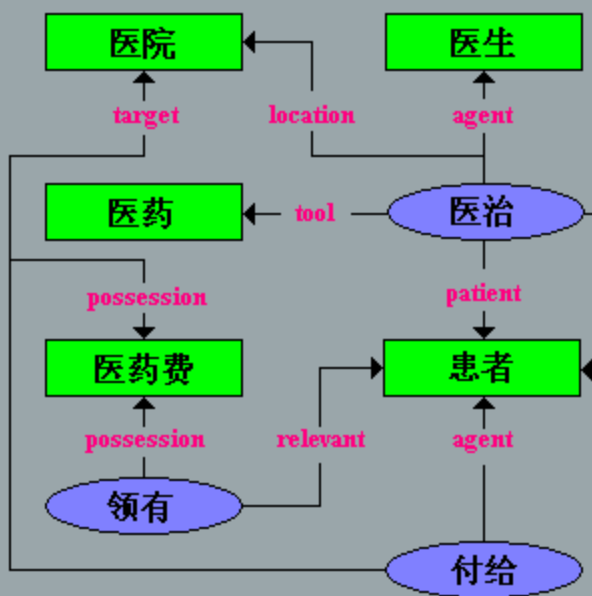 医院
医生
target
location
agent
医药
tool
医治
possession
patient
医药费
患者
possession
relevant
agent
领有
付给